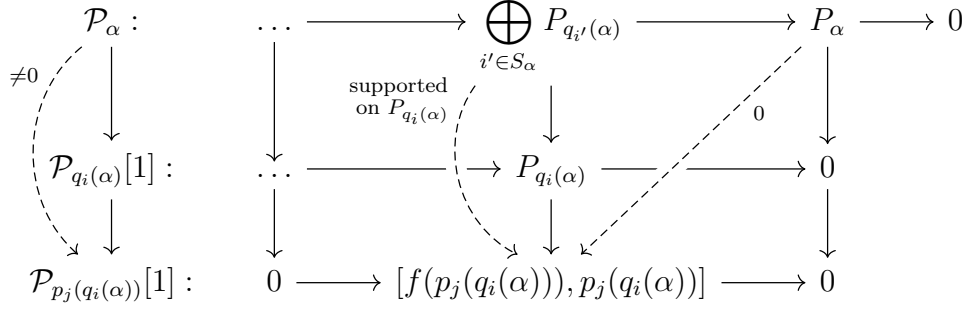 𝒫_α : … ⨁_{i′∈S_α} P_{q_{i′}(α)} P_α 0
≠0 supported on P_{q_i(α)} 0
𝒫_{q_i(α)}[1] : … P_{q_i(α)} 0
𝒫_{p_j(q_i(α))}[1] : 0 [f(p_j(q_i(α))), p_j(q_i(α))] 0